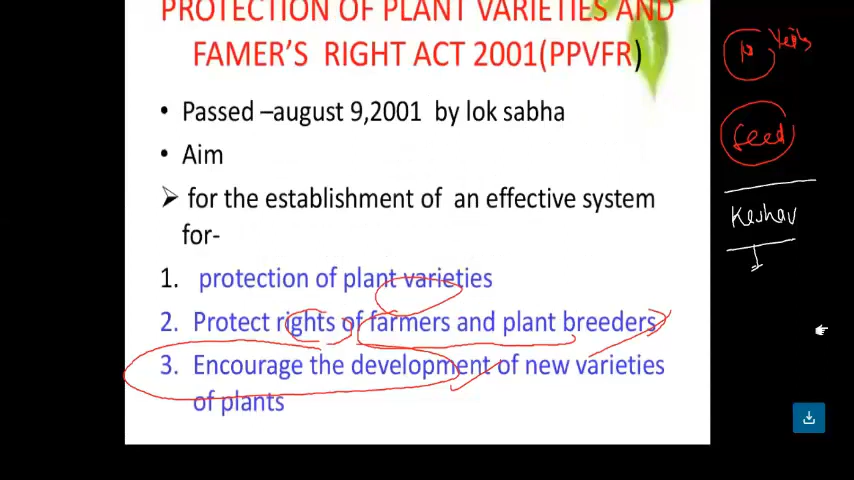 PROTECTION OF PLANT VARIETIES AND
FAMER'S RIGHT ACT 2001(PPVFR)
• Passed –august 9,2001 by lok sabha
• Aim
➤ for the establishment of an effective system
for-
1. protection of plant varieties
2. Protect rights of farmers and plant breeders
3. Encourage the development of new varieties
of plants
Seed
Keshav